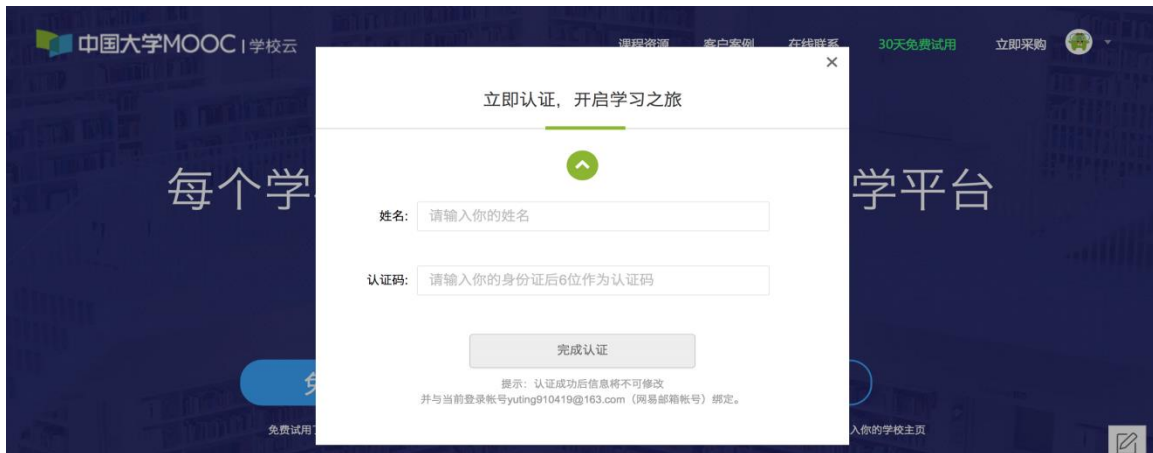 中国大学MOOC | 学校云
课程资源 客户案例 在线联系 30天免费试用 立即采购
立即认证，开启学习之旅
每个学
学平台
姓名: 请输入你的姓名
认证码: 请输入你的身份证后6位作为认证码
完成认证
提示：认证成功后信息将不可修改
并与当前登录帐号yuting910419@163.com（网易邮箱帐号）绑定。
免费试用
入你的学校主页